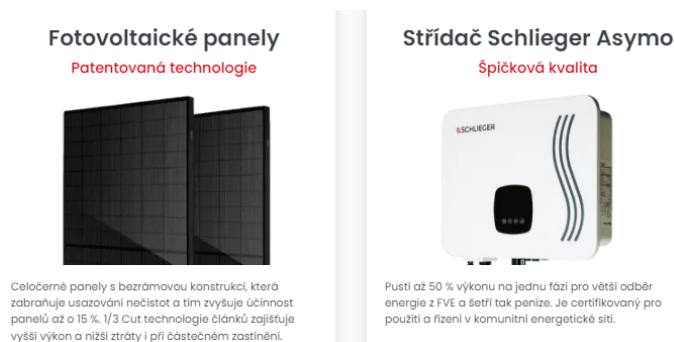 Fotovoltaické panely
Patentovaná technologie
Celočerné panely s bezrámovou konstrukcí, která
zabraňuje usazování nečistot a tím zvyšuje účinnost
panelů až o 15 %. 1/3 Cut technologie článků zajišťuje
vyšší výkon a nižší ztráty i při částečném zastínění.
Střídač Schlieger Asymo
Špičková kvalita
SCHLIEGER
Pustí až 50 % výkonu na jednu fázi pro větší odběr
energie z FVE a šetří tak peníze. Je certifikovaný pro
použití a řízení v komunitní energetické síti.